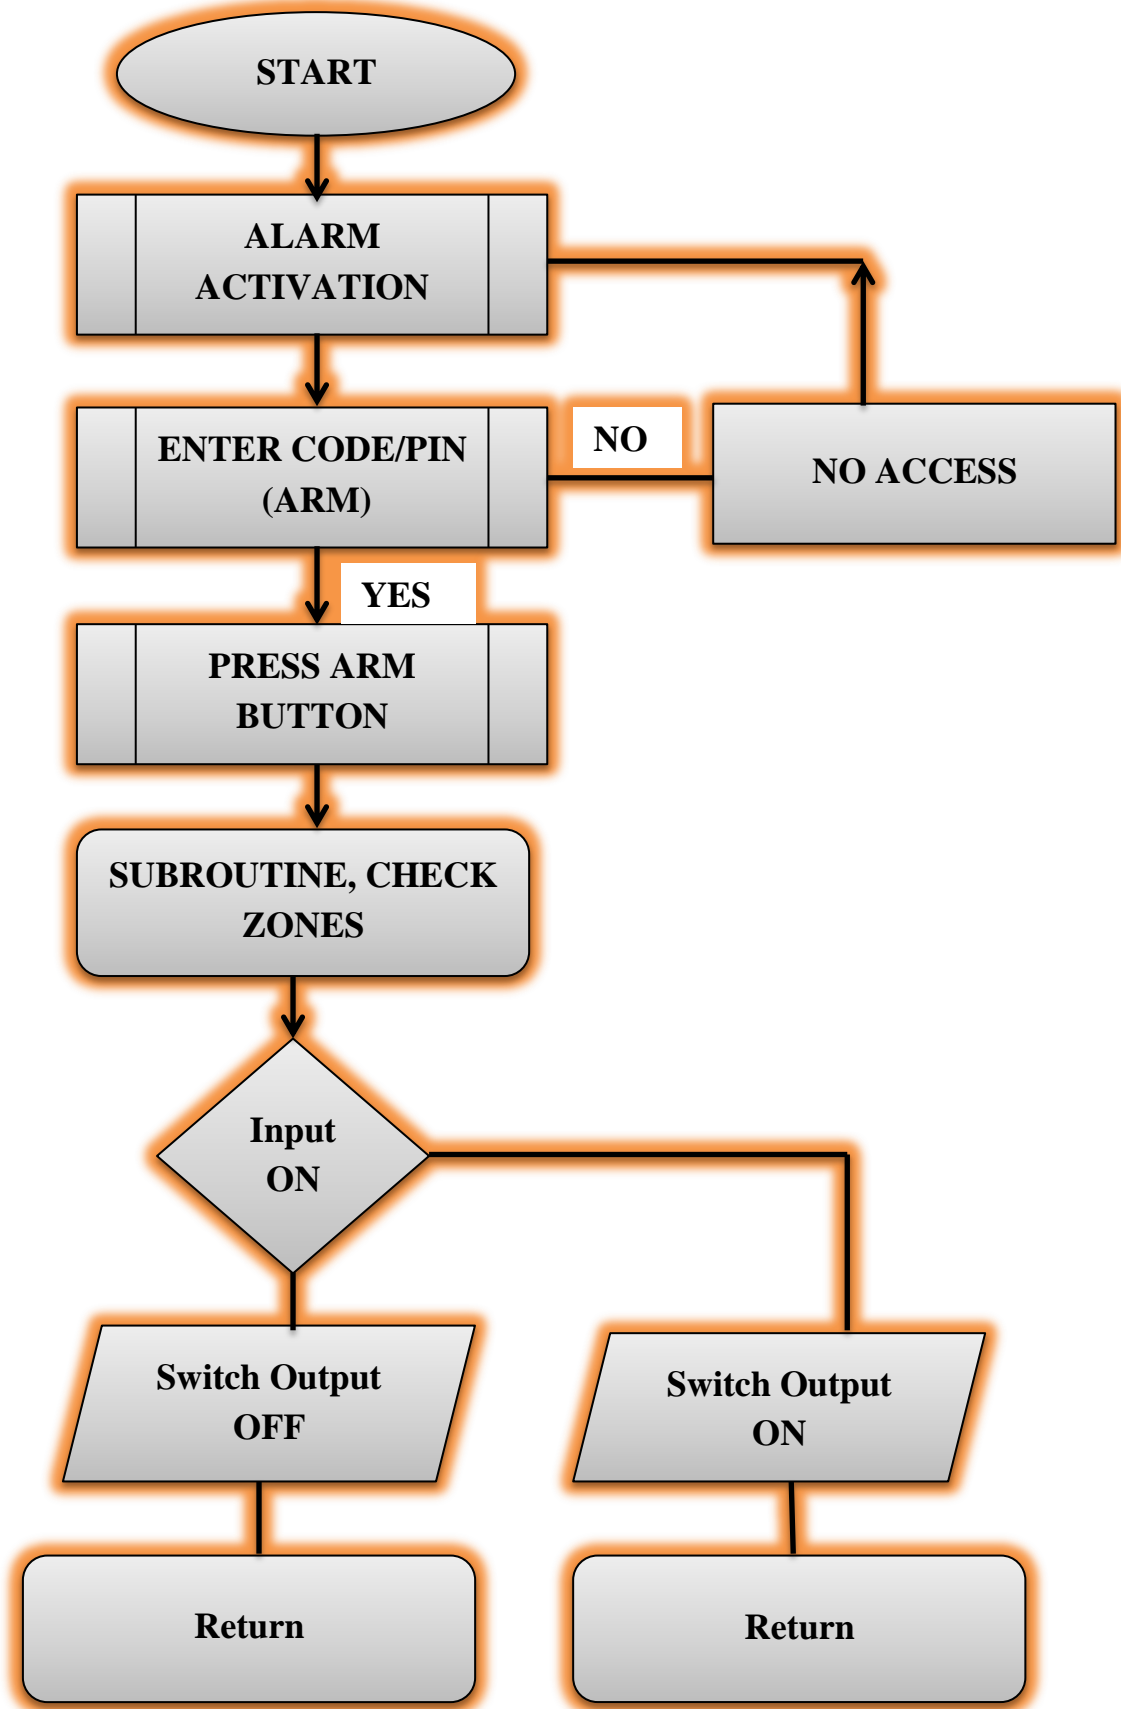 START
ALARM
ACTIVATION
ENTER CODE/PIN
(ARM)
NO
NO ACCESS
YES
PRESS ARM
BUTTON
SUBROUTINE, CHECK
ZONES
Input
ON
Switch Output
OFF
Switch Output
ON
Return
Return